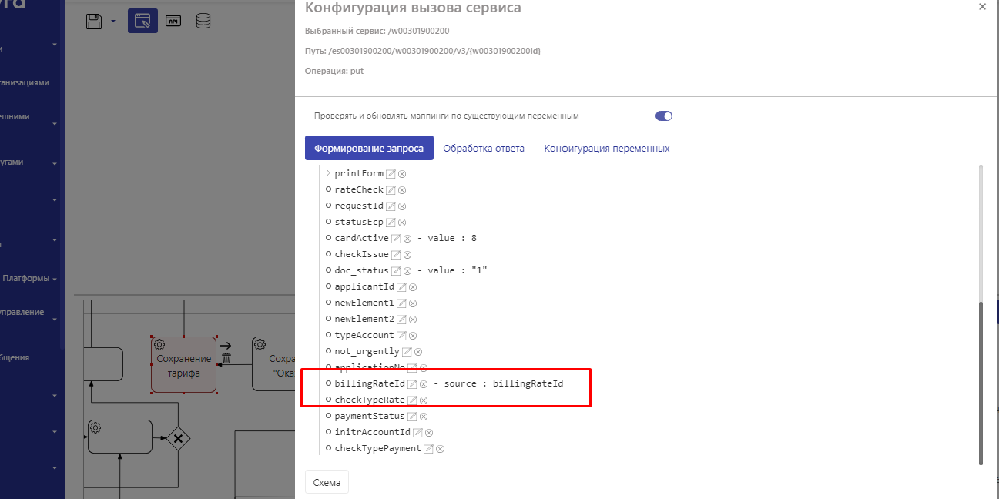 Конфигурация вызова сервиса
Выбранный сервис: /w00301900200
Путь: /es00301900200/w00301900200/v3/{w00301900200Id}
Операция: put
Проверять и обновлять маппинги по существующим переменным
Формирование запроса
Обработка ответа
Конфигурация переменных
printForm
rateCheck
requestId
statusEcp
cardActive - value : 8
checkIssue
doc_status - value : "1"
applicantId
newElement1
newElement2
typeAccount
not_urgently
applicationNo
billingRateId - source : billingRateId
checkTypeRate
paymentStatus
initrAccountId
checkTypePayment
Схема
API
ганизациями
ешними
угами
Платформы
управление
бщения
Сохранение
тарифа
Сохра
"Ока